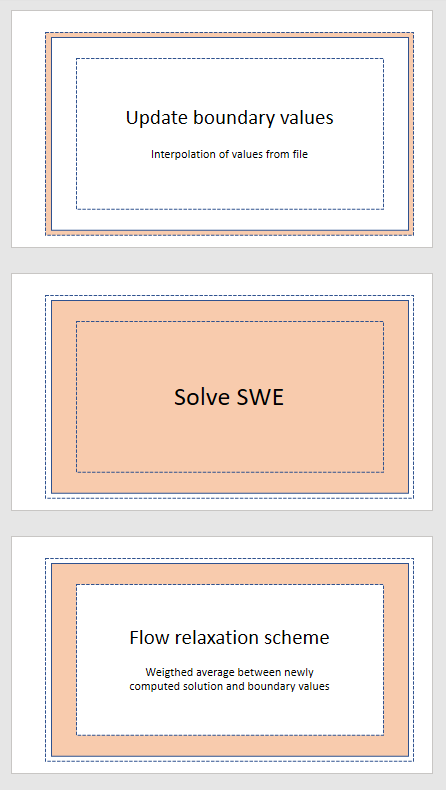 Update boundary values
Interpolation of values from file
Solve SWE
Flow relaxation scheme
Weigthed average between newly
computed solution and boundary values